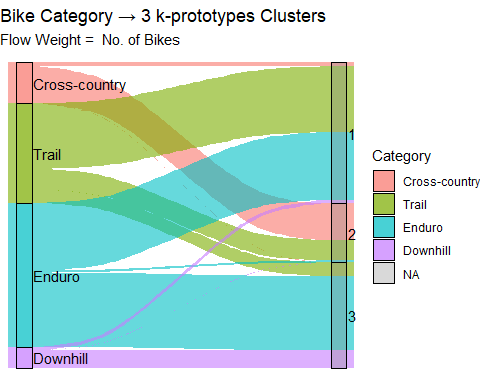 Bike Category → 3 k-prototypes Clusters
Flow Weight = No. of Bikes
Cross-country
Trail
Enduro
Downhill
1
2
3
Category
Cross-country
Trail
Enduro
Downhill
NA